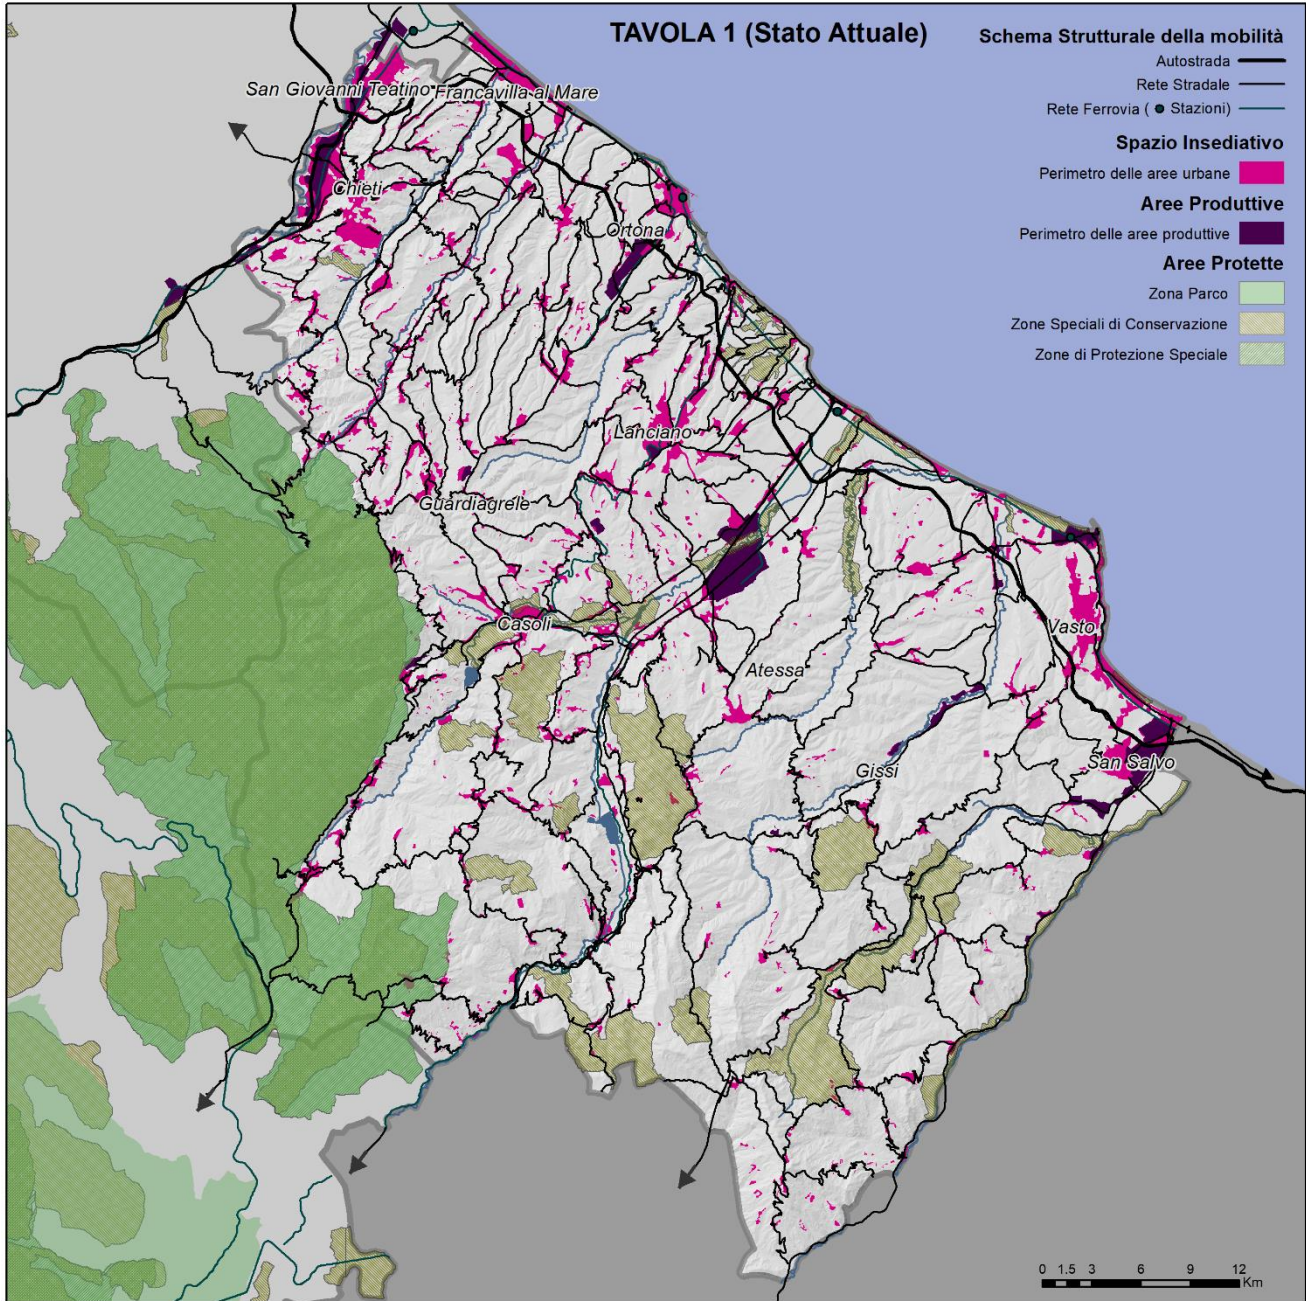 TAVOLA 1 (Stato Attuale)
Schema Strutturale della mobilità
Autostrada
Rete Stradale
Rete Ferrovia ( Stazioni)
Spazio Insediativo
Perimetro delle aree urbane
Aree Produttive
Perimetro delle aree produttive
Aree Protette
Zona Parco
Zone Speciali di Conservazione
Zone di Protezione Speciale
San Giovanni Teatino
Francavilla al Mare
Chieti
Ortona
Lanciano
Guardiagrele
Casoli
Atessa
Vasto
Gissi
San Salvo
0 1.5 3 6 9 12
Km